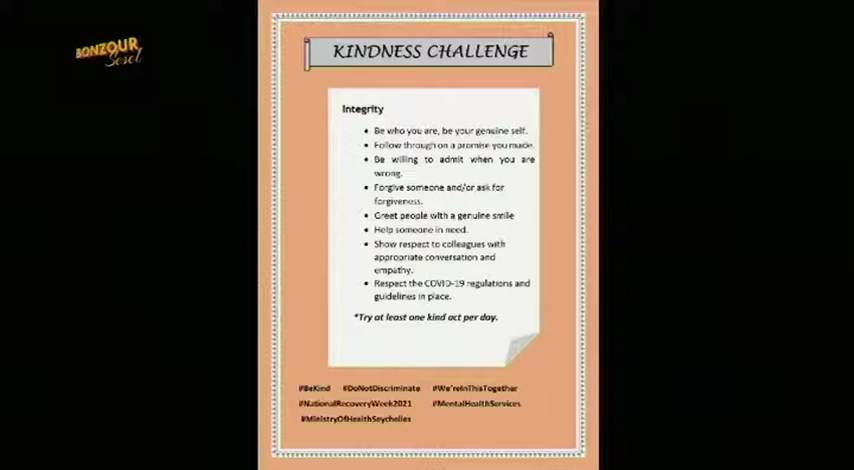 BONZOUR
Sesel
KINDNESS CHALLENGE
Integrity
• Be who you are, be your genuine self.
• Follow through on a promise you made.
• Be willing to admit when you are
wrong.
• Forgive someone and/or ask for
forgiveness.
• Greet people with a genuine smile
• Help someone in need.
• Show respect to colleagues with
appropriate conversation and
empathy.
• Respect the COVID-19 regulations and
guidelines in place.
*Try at least one kind act per day.
#BeKind #DoNotDiscriminate #We'reInThisTogether
#NationalRecoveryWeek2021 #MentalHealthServices
#MinistryOfHealthSeychelles